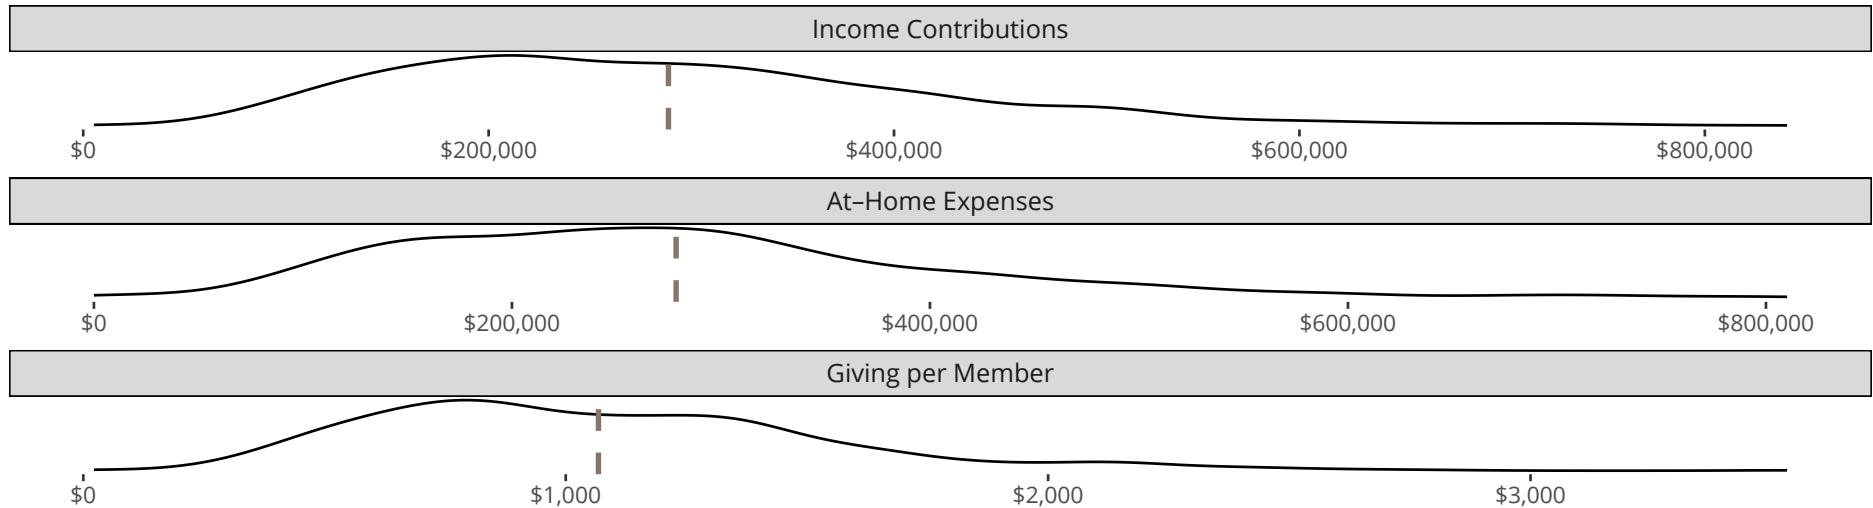 Income Contributions
$0 $200,000 $400,000 $600,000 $800,000
At–Home Expenses
$0 $200,000 $400,000 $600,000 $800,000
Giving per Member
$0 $1,000 $2,000 $3,000